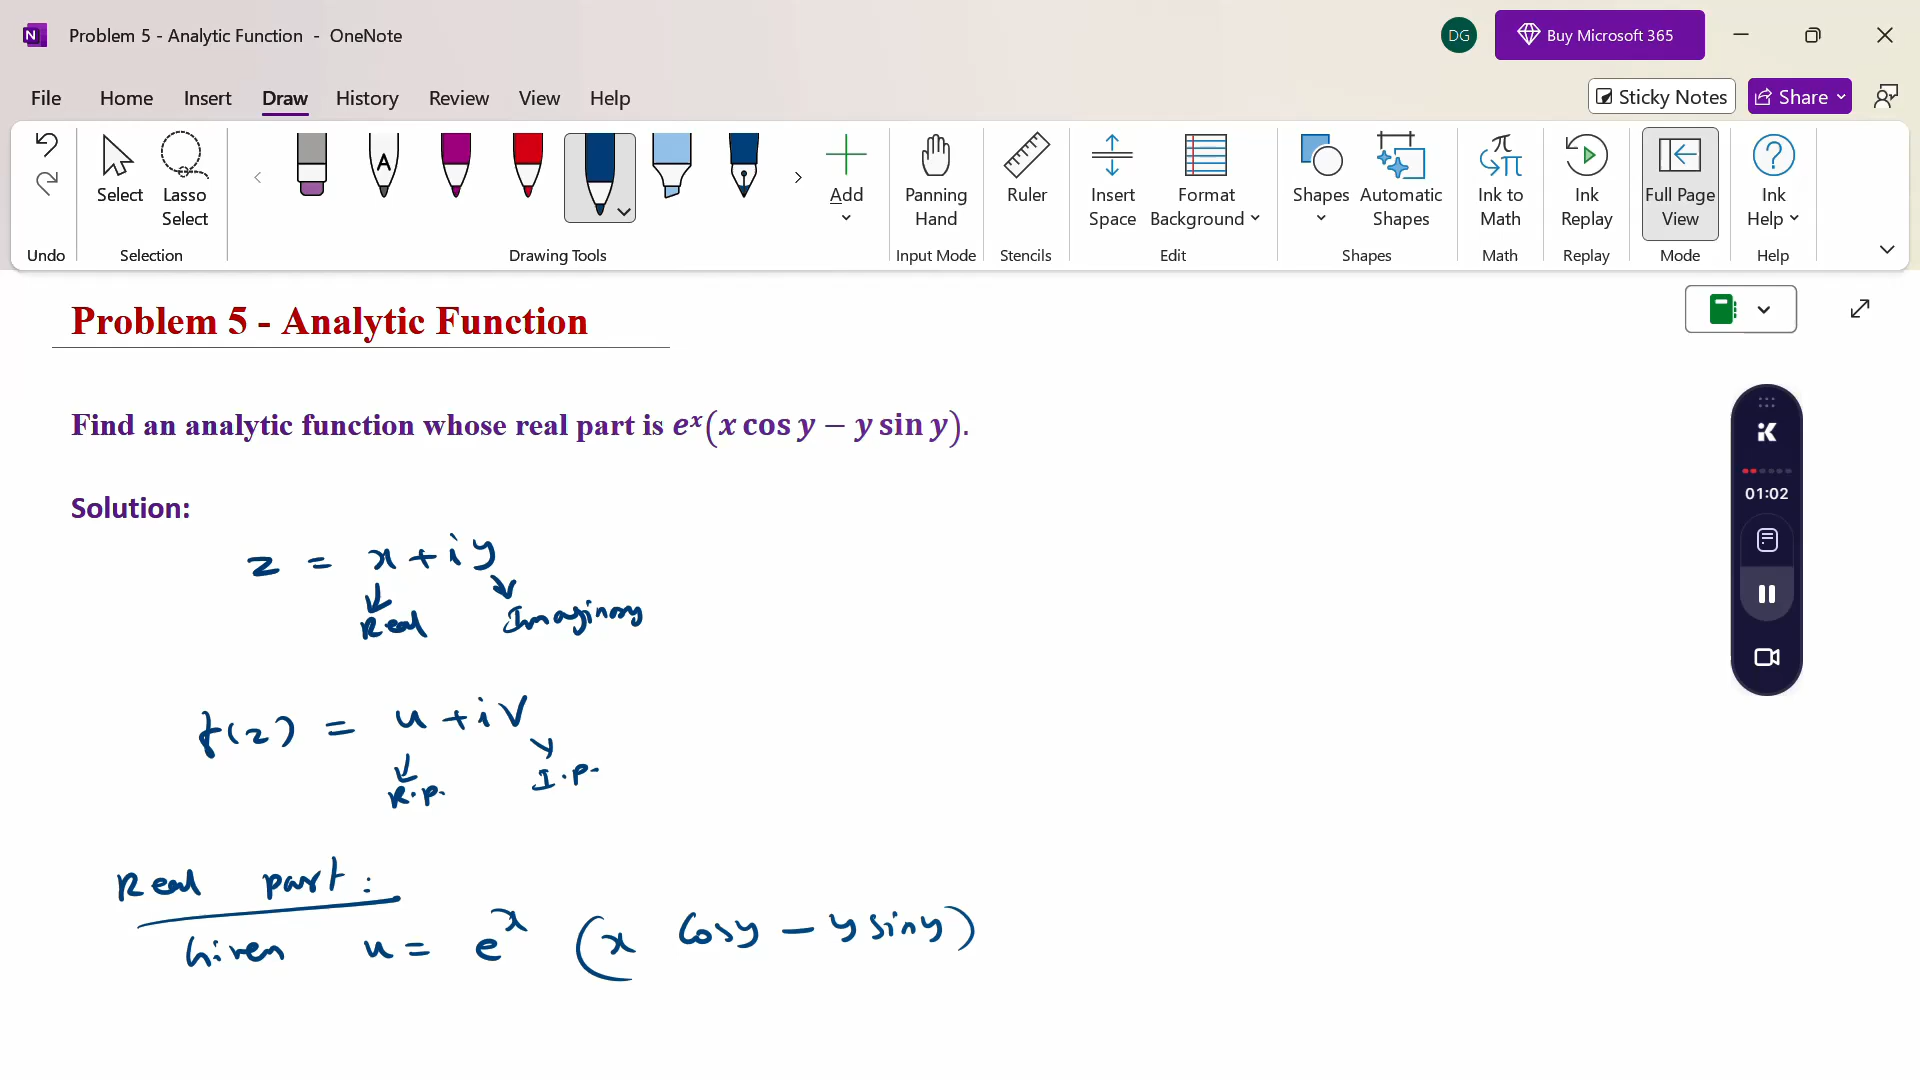 Problem 5 - Analytic Function - OneNote
DG
Buy Microsoft 365
File Home Insert Draw History Review View Help
Sticky Notes
Share
A
Select
Lasso Select
Add
Panning Hand
Ruler
Insert Space
Format Background
Shapes
Automatic Shapes
Ink to Math
Ink Replay
Full Page View
Ink Help
Undo Selection Drawing Tools Input Mode Stencils Edit Shapes Math Replay Mode Help
Problem 5 - Analytic Function
Find an analytic function whose real part is eˣ(x cos y − y sin y).
01:02
Solution:
z = x + iy
Real Imaginary
f(z) = u + iv
R.p. I.p.
Real part:
Given u = eˣ (x cosy − y siny)